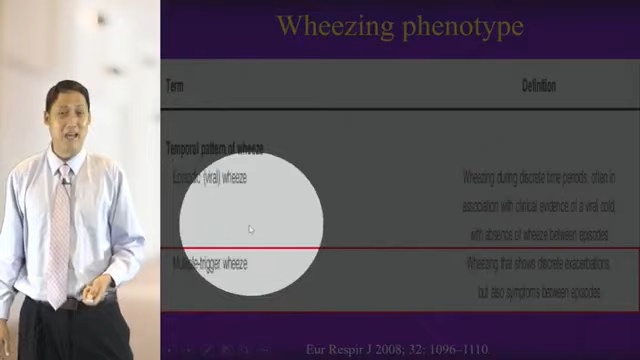 Wheezing phenotype
Term
Definition
Temporal pattern of wheeze
Episodic (viral) wheeze
Wheezing during discrete time periods, often in
association with clinical evidence of a viral cold,
with absence of wheeze between episodes
Multiple-trigger wheeze
Wheezing that shows discrete exacerbations,
but also symptoms between episodes
Eur Respir J 2008; 32: 1096–1110